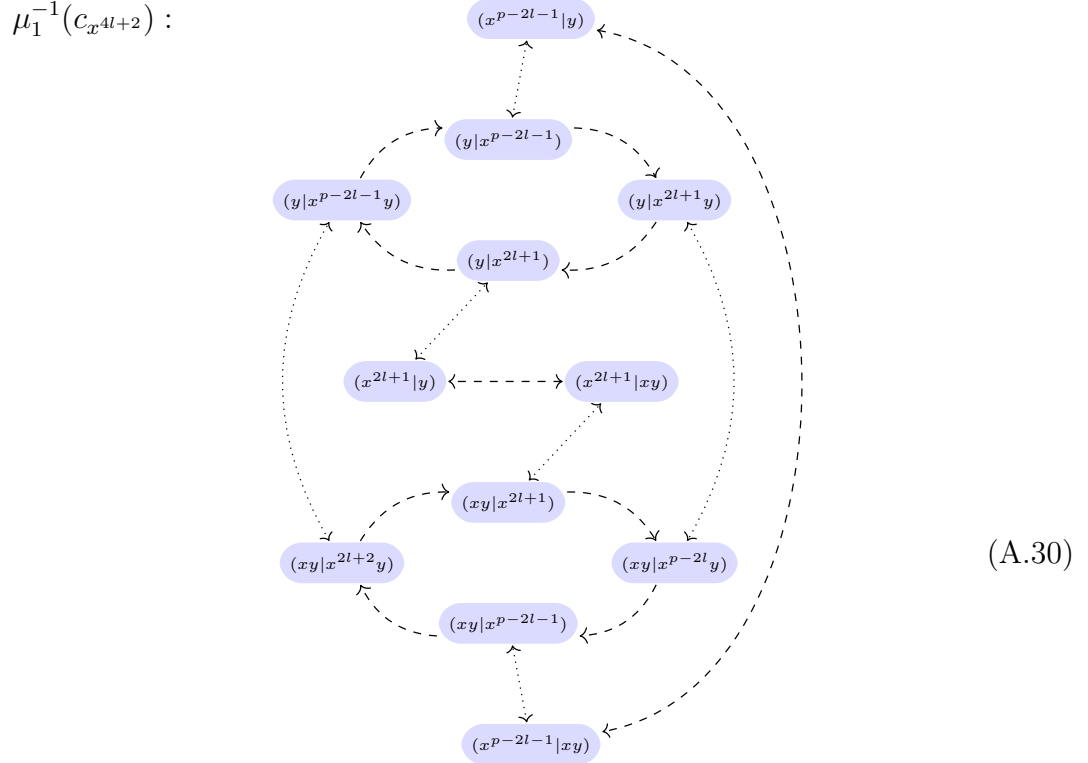 μ₁⁻¹(c_{x^{4l+2}}) :
(x^{p-2l-1}|y)
(y|x^{p-2l-1})
(y|x^{p-2l-1}y)
(y|x^{2l+1}y)
(y|x^{2l+1})
(x^{2l+1}|y)
(x^{2l+1}|xy)
(xy|x^{2l+1})
(xy|x^{2l+2}y)
(xy|x^{p-2l}y)
(A.30)
(xy|x^{p-2l-1})
(x^{p-2l-1}|xy)